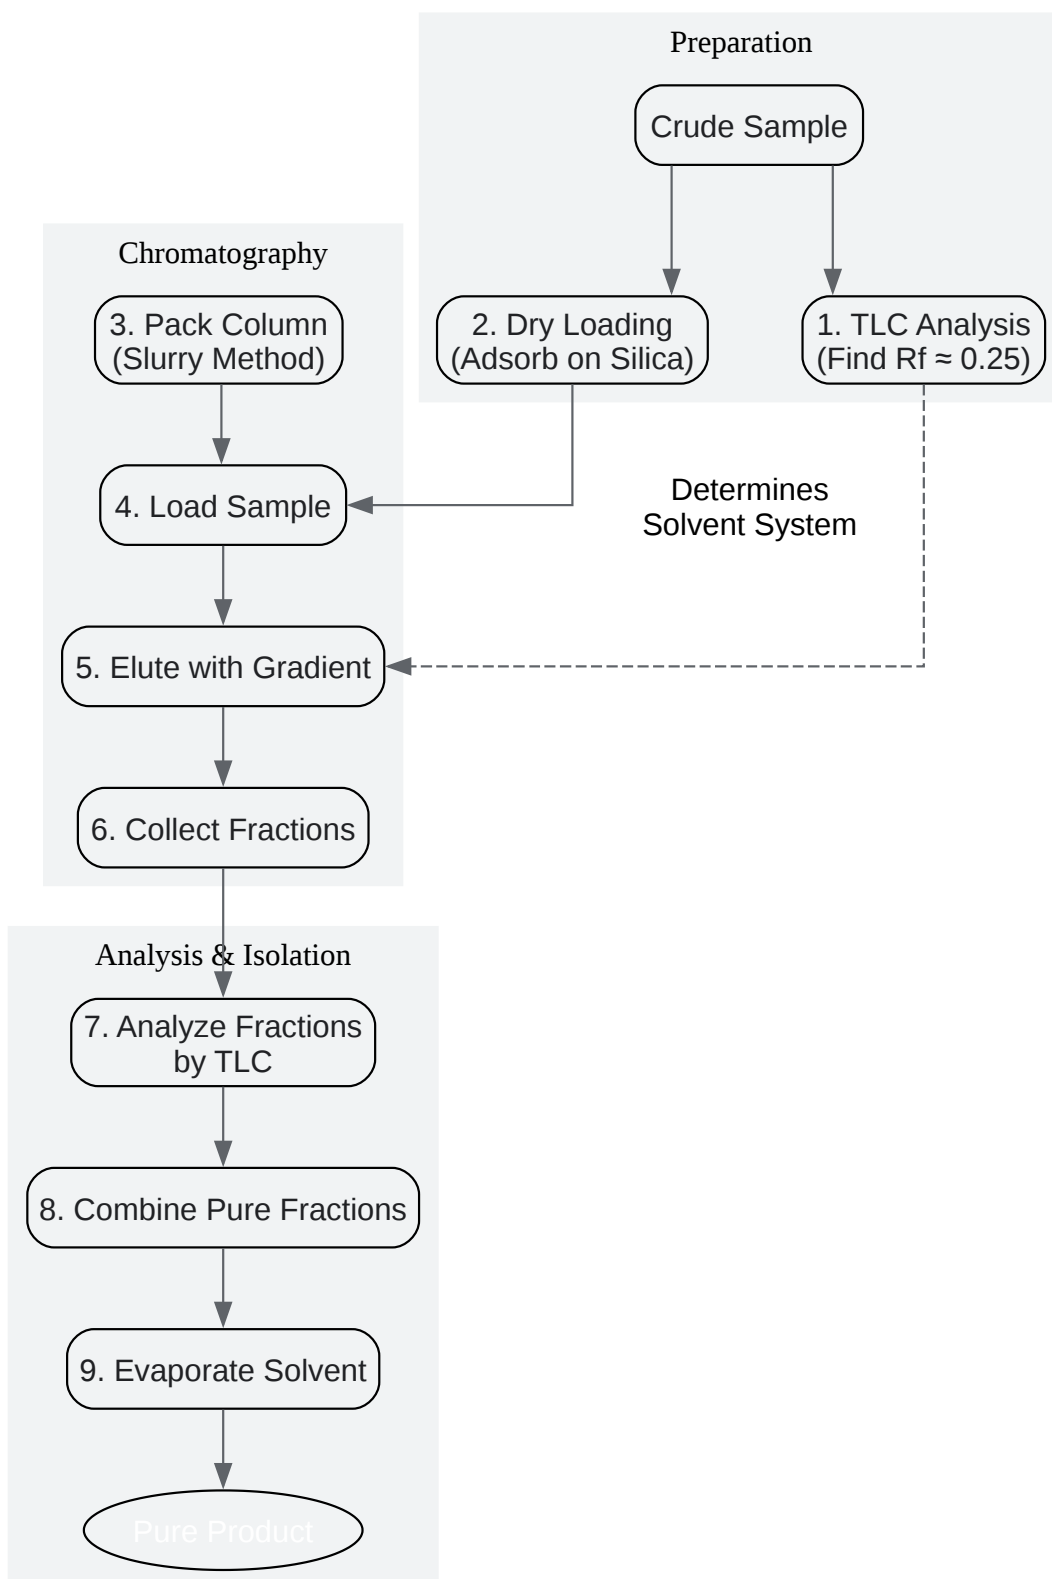 Preparation
Crude Sample
Chromatography
3. Pack Column
(Slurry Method)
2. Dry Loading
(Adsorb on Silica)
1. TLC Analysis
(Find Rf ≈ 0.25)
4. Load Sample
Determines
Solvent System
5. Elute with Gradient
6. Collect Fractions
Analysis & Isolation
7. Analyze Fractions
by TLC
8. Combine Pure Fractions
9. Evaporate Solvent
Pure Product